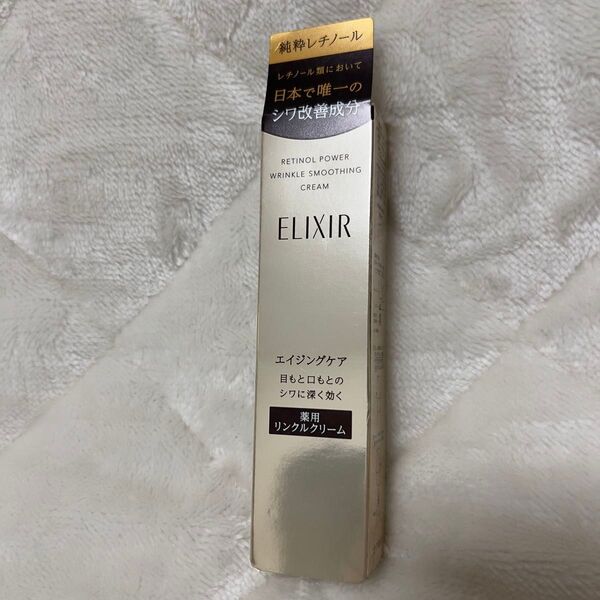 純粋レチノール
レチノール類において
日本で唯一の
シワ改善成分
RETINOL POWER
WRINKLE SMOOTHING
CREAM
ELIXIR
エイジングケア
目もと口もとの
シワに深く効く
薬用
リンクルクリーム